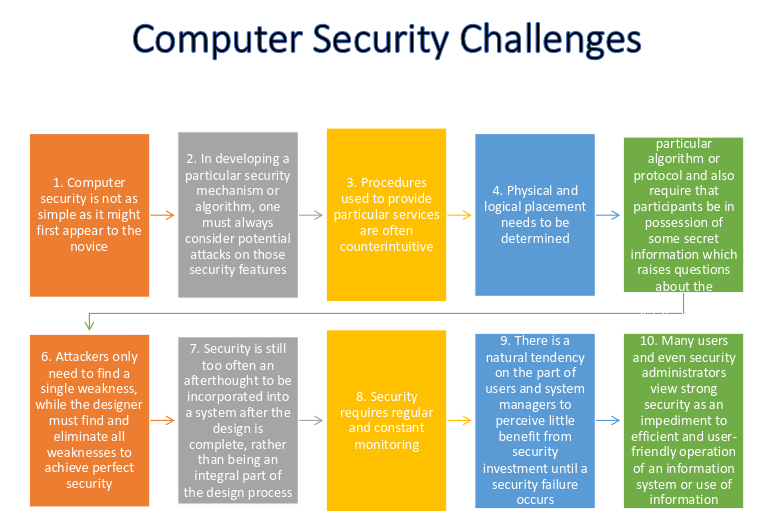 Computer Security Challenges
1. Computer
security is not as
simple as it might
first appear to the
novice
2. In developing a
particular security
mechanism or
algorithm, one
must always
consider potential
attacks on those
security features
3. Procedures
used to provide
particular services
are often
counterintuitive
4. Physical and
logical placement
needs to be
determined
particular
algorithm or
protocol and also
require that
participants be in
possession of
some secret
information which
raises questions
about the
6. Attackers only
need to find a
single weakness,
while the designer
must find and
eliminate all
weaknesses to
achieve perfect
security
7. Security is still
too often an
afterthought to be
incorporated into
a system after the
design is
complete, rather
than being an
integral part of
the design process
8. Security
requires regular
and constant
monitoring
9. There is a
natural tendency
on the part of
users and system
managers to
perceive little
benefit from
security
investment until a
security failure
occurs
10. Many users
and even security
administrators
view strong
security as an
impediment to
efficient and user-
friendly operation
of an information
system or use of
information